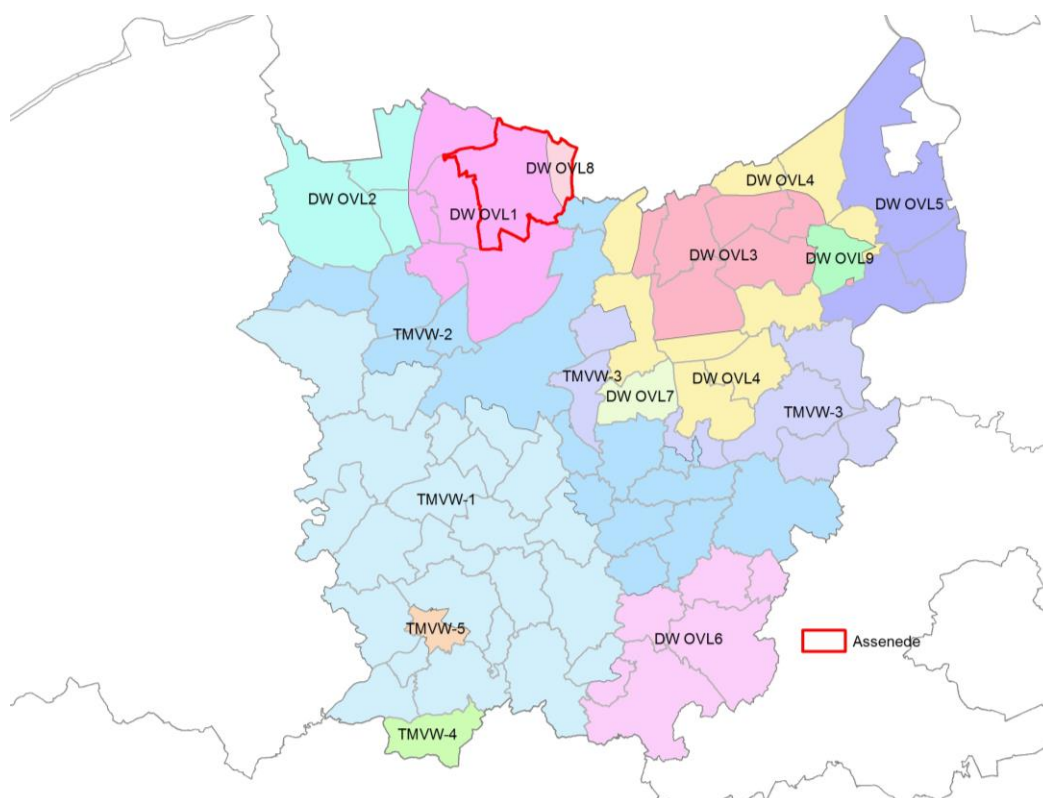 DW OVL8
DW OVL4
DW OVL2
DW OVL5
DW OVL1
DW OVL3
DW OVL9
TMVW-2
TMVW-3
DW OVL4
DW OVL7
TMVW-3
TMVW-1
TMVW-5
DW OVL6
Assenede
TMVW-4